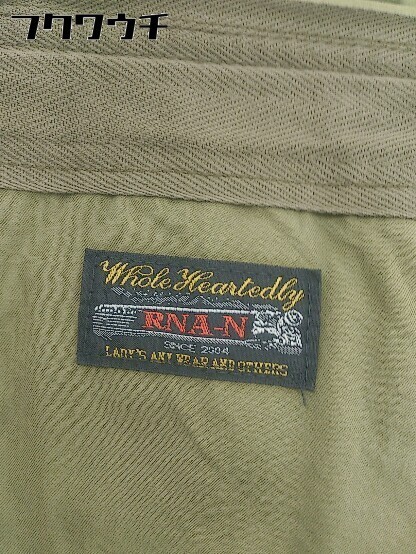 フクワウチ
Whole Heartedly
RNA-N
SINCE 2004
LADY'S ANY WEAR AND OTHERS